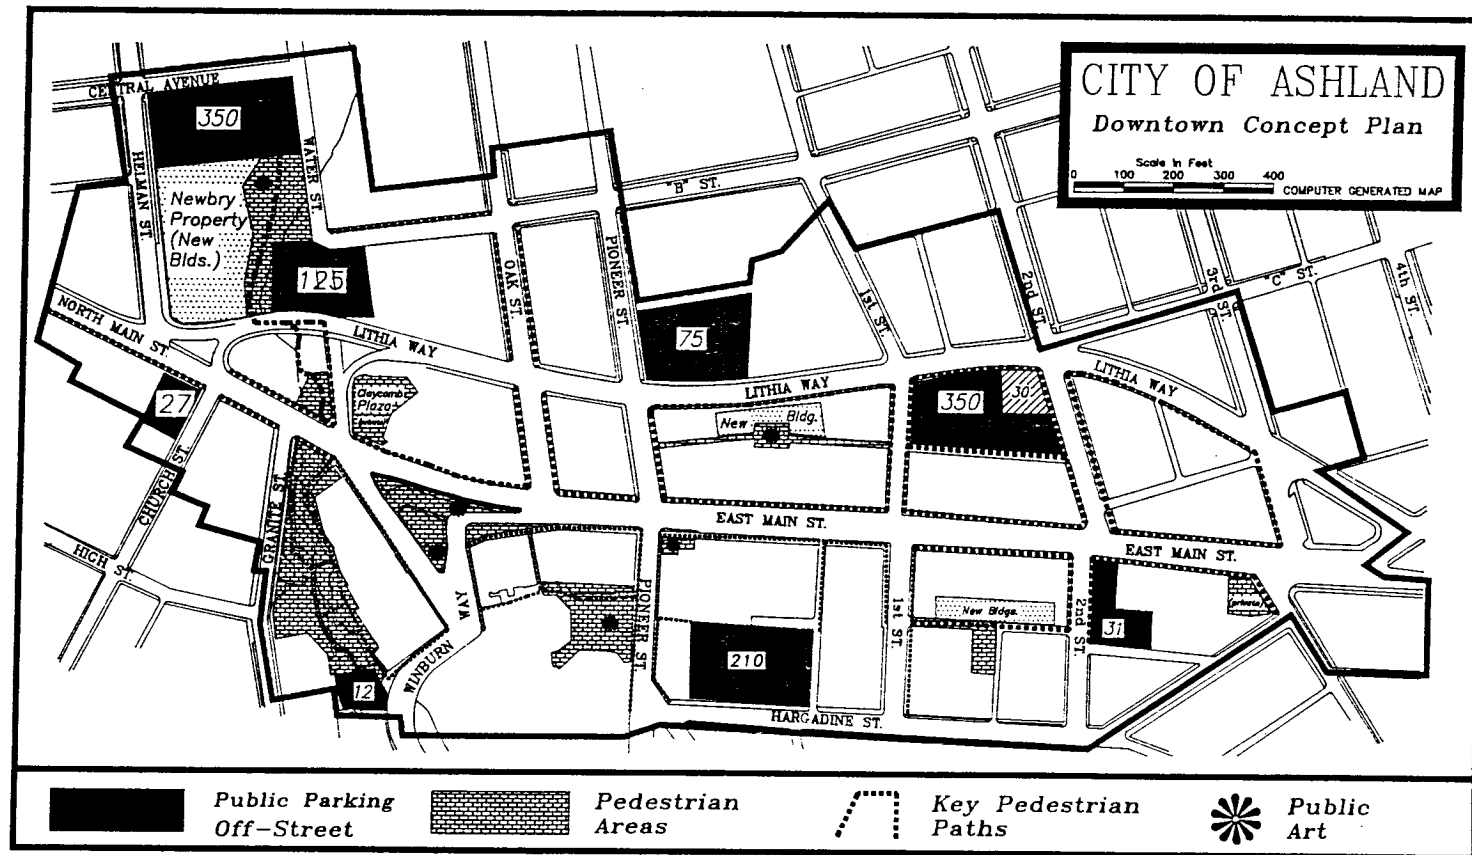 CITY OF ASHLAND
Downtown Concept Plan
Scale in Feet
0 100 200 300 400
COMPUTER GENERATED MAP
CENTRAL AVENUE
350
HELMAN ST.
WATER ST.
Newbry
Property
(New
Blds.)
125
"B" ST.
OAK ST.
PIONEER ST.
1st ST.
2nd ST.
3rd ST.
"C" ST.
4th ST.
NORTH MAIN ST.
LITHIA WAY
75
LITHIA WAY
LITHIA WAY
27
Claycomb
Plaza
350
30
New Bldg.
CHURCH ST.
GRANITE ST.
HIGH ST.
EAST MAIN ST.
EAST MAIN ST.
WINBURN WAY
PIONEER ST.
1st ST.
New Bldgs.
2nd ST.
31
(private)
12
210
HARGADINE ST.
Public Parking
Off-Street
Pedestrian
Areas
Key Pedestrian
Paths
Public
Art